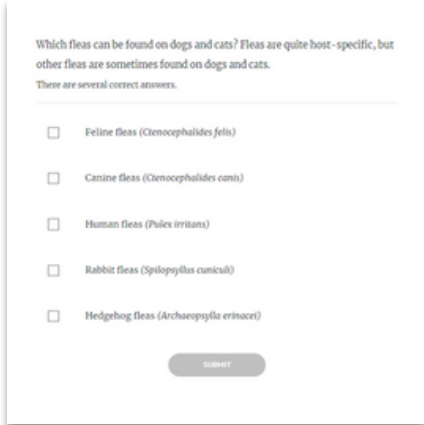 Which fleas can be found on dogs and cats? Fleas are quite host-specific, but
other fleas are sometimes found on dogs and cats.
There are several correct answers.
Feline fleas (Ctenocephalides felis)
Canine fleas (Ctenocephalides canis)
Human fleas (Pulex irritans)
Rabbit fleas (Spilopsyllus cuniculi)
Hedgehog fleas (Archaeopsylla erinacei)
SUBMIT